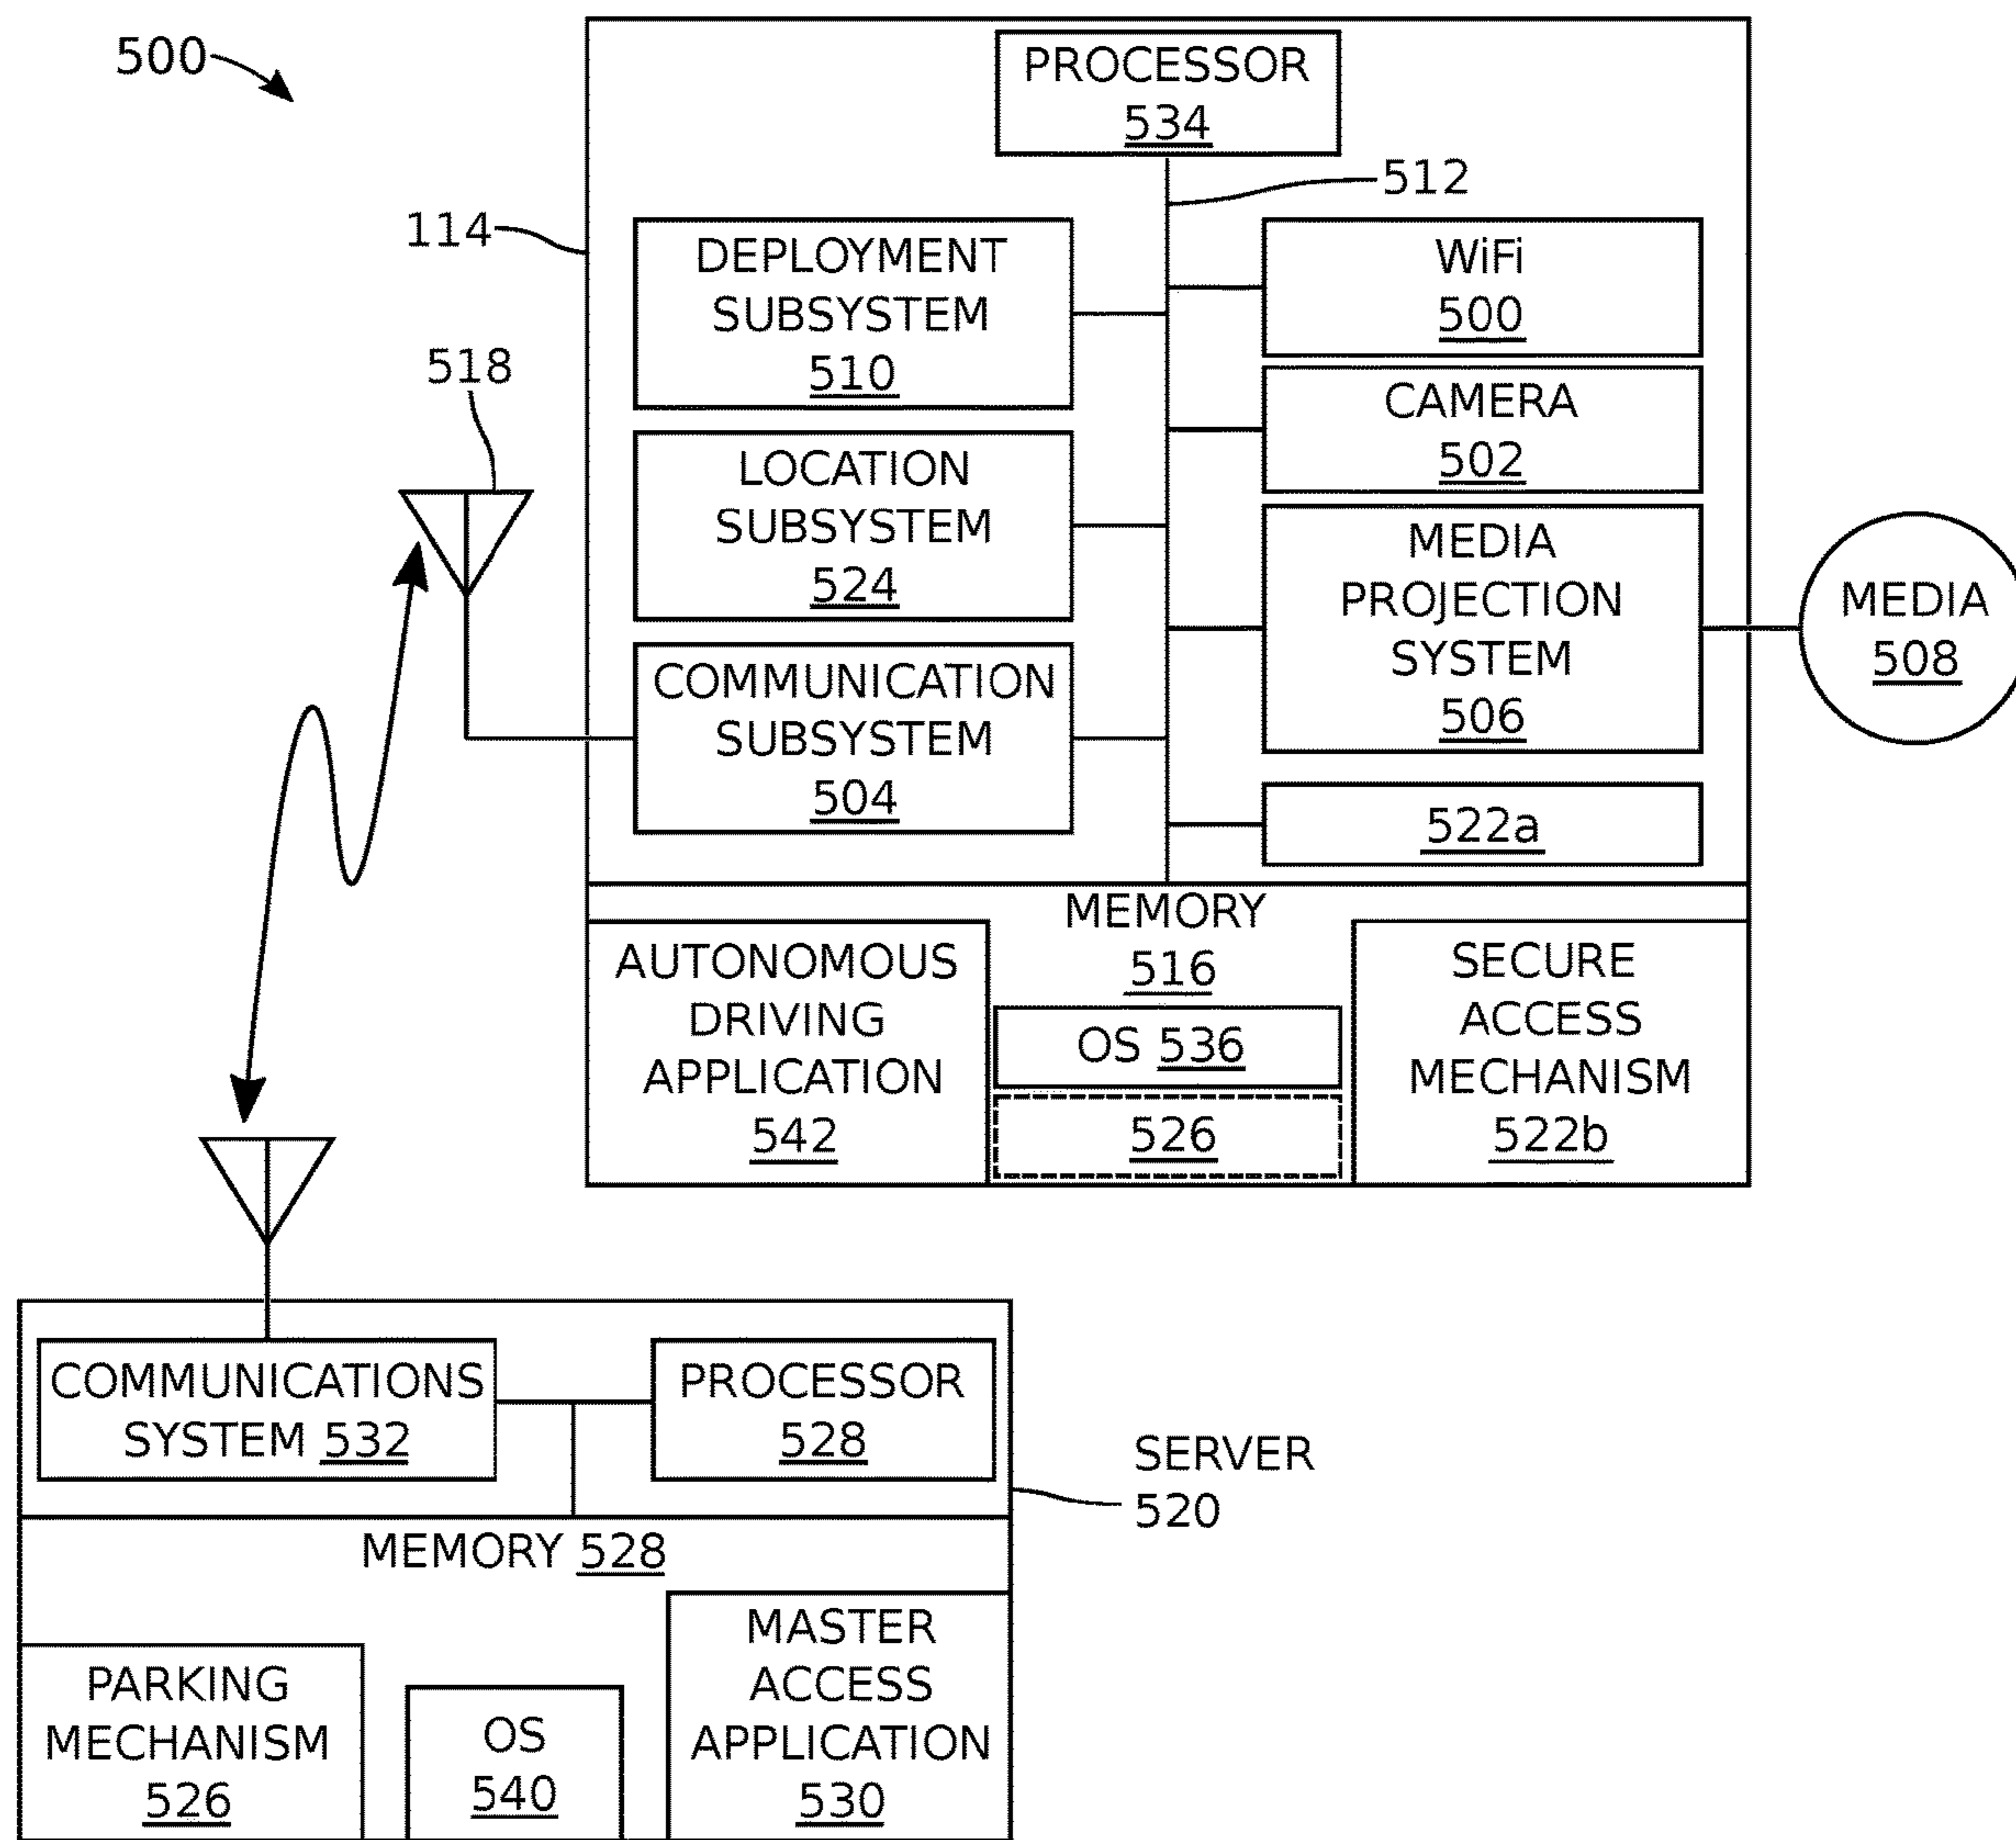 500
PROCESSOR
534
512
114
DEPLOYMENT
SUBSYSTEM
510
WiFi
500
518
CAMERA
502
LOCATION
SUBSYSTEM
524
MEDIA
PROJECTION
SYSTEM
506
MEDIA
508
COMMUNICATION
SUBSYSTEM
504
522a
MEMORY
516
AUTONOMOUS
DRIVING
APPLICATION
542
OS 536
526
SECURE
ACCESS
MECHANISM
522b
COMMUNICATIONS
SYSTEM 532
PROCESSOR
528
SERVER
520
MEMORY 528
PARKING
MECHANISM
526
OS
540
MASTER
ACCESS
APPLICATION
530